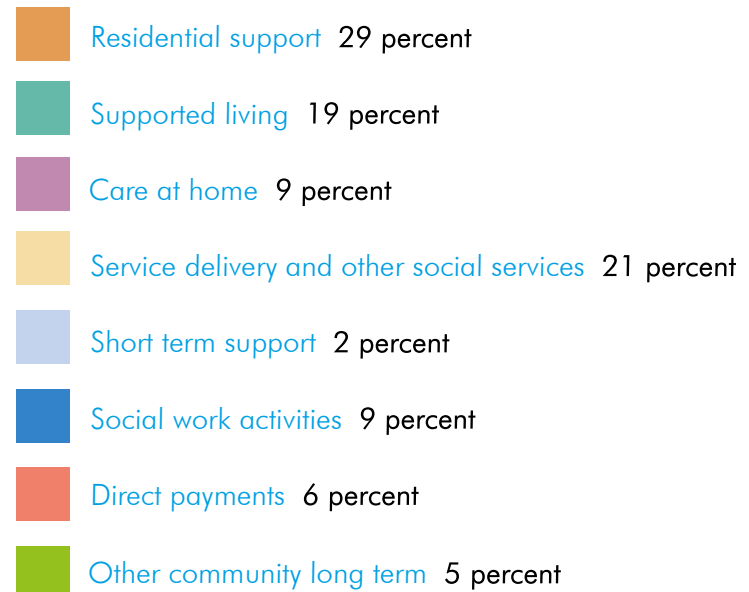 Residential support 29 percent
Supported living 19 percent
Care at home 9 percent
Service delivery and other social services 21 percent
Short term support 2 percent
Social work activities 9 percent
Direct payments 6 percent
Other community long term 5 percent